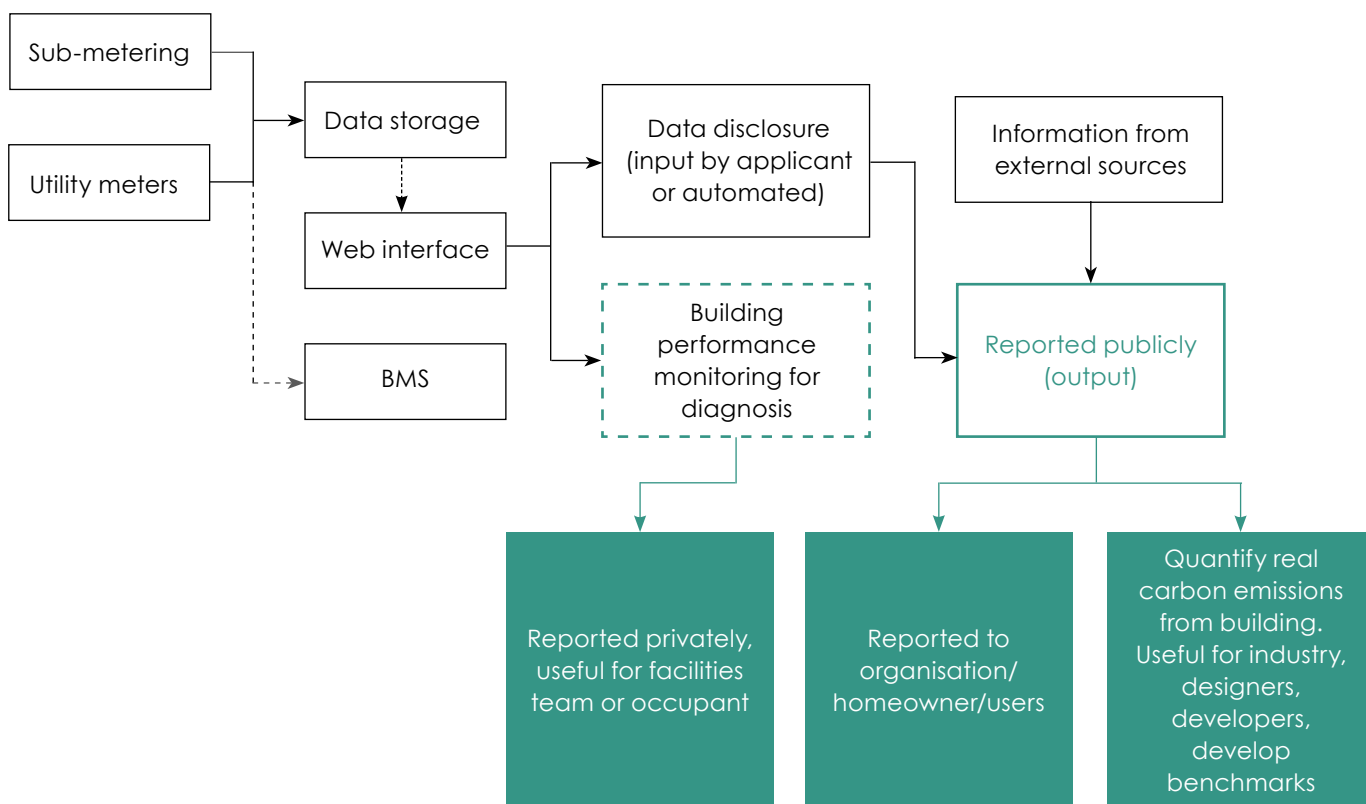 Sub-metering
Utility meters
Data storage
Web interface
BMS
Data disclosure
(input by applicant
or automated)
Building
performance
monitoring for
diagnosis
Information from
external sources
Reported publicly
(output)
Reported privately,
useful for facilities
team or occupant
Reported to
organisation/
homeowner/users
Quantify real
carbon emissions
from building.
Useful for industry,
designers,
developers,
develop
benchmarks